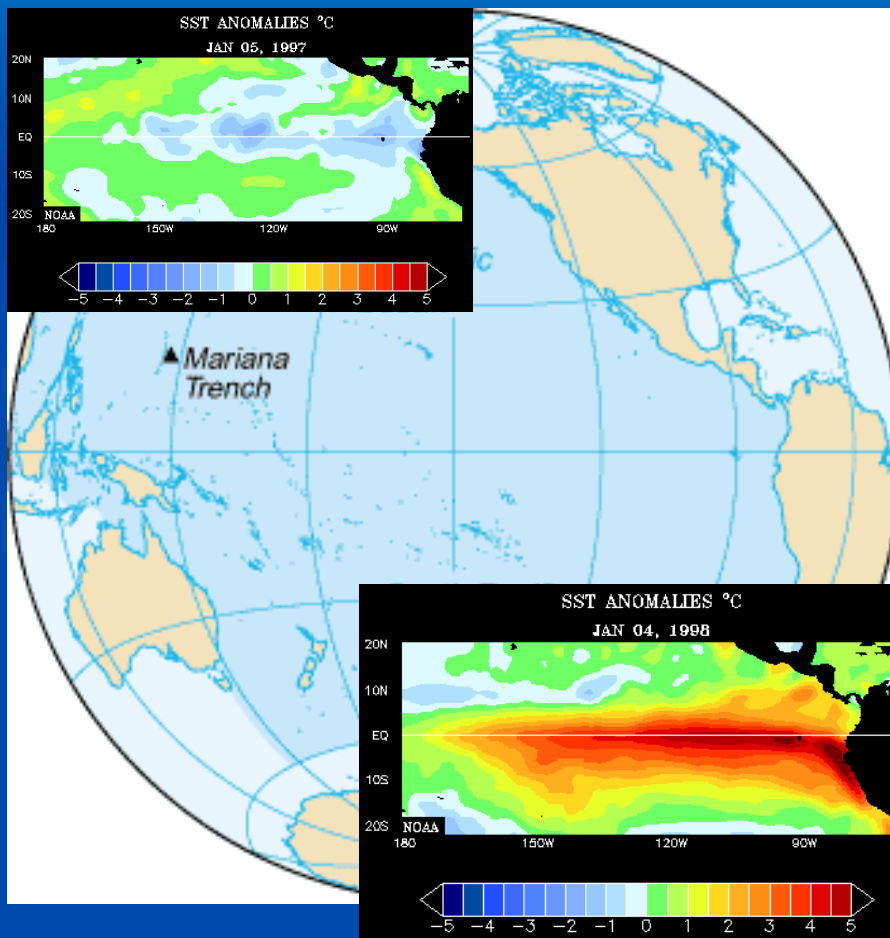 SST ANOMALIES °C
JAN 05, 1997
20N
10N
EQ
10S
20S
NOAA
180 150W 120W 90W
-5 -4 -3 -2 -1 0 1 2 3 4 5
ic
Mariana
Trench
SST ANOMALIES °C
JAN 04, 1998
20N
10N
EQ
10S
20S
NOAA
180 150W 120W 90W
-5 -4 -3 -2 -1 0 1 2 3 4 5